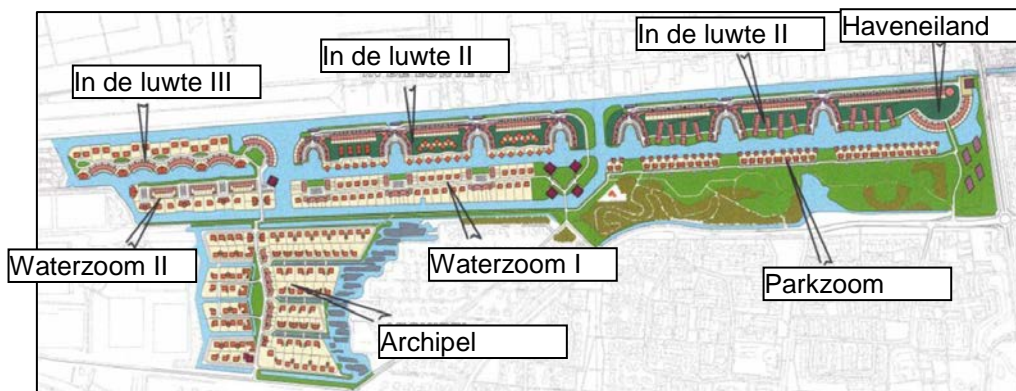 Haveneiland
In de luwte II
In de luwte II
In de luwte III
Waterzoom II
Waterzoom I
Parkzoom
Archipel